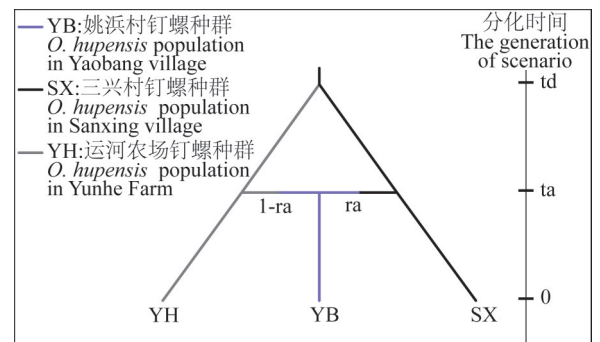 YB:姚浜村钉螺种群
O. hupensis population
in Yaobang village
SX:三兴村钉螺种群
O. hupensis population
in Sanxing village
YH:运河农场钉螺种群
O. hupensis population
in Yunhe Farm
分化时间
The generation
of scenario
td
1-ra
ra
ta
0
YH
YB
SX